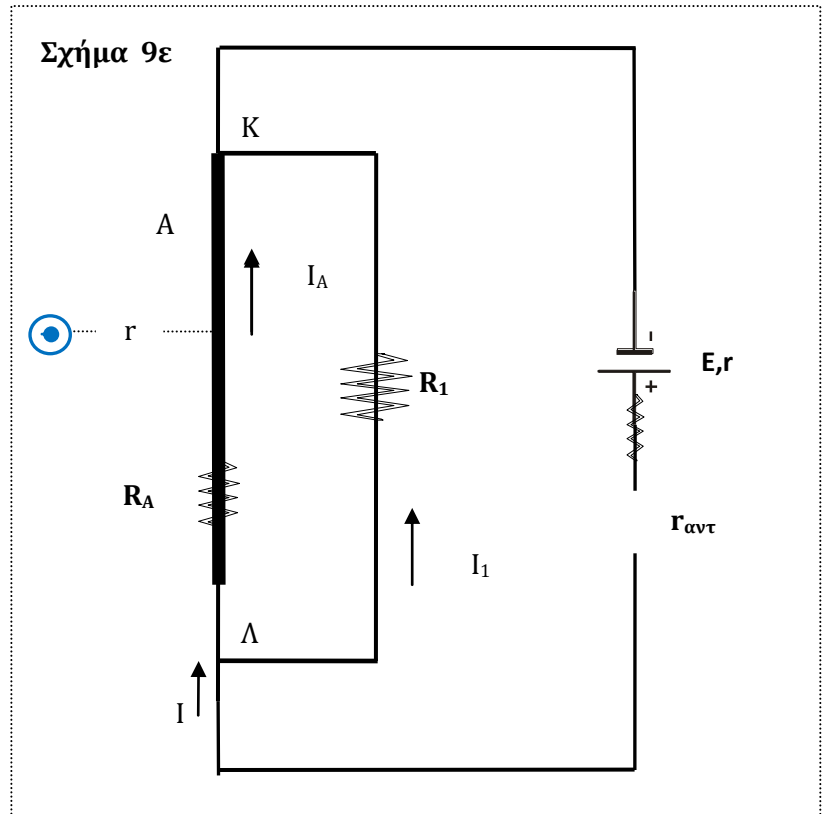 Σχήμα 9ε
Κ
Α
I_A
r
-
E,r
R₁
+
R_A
r_αντ
I₁
Λ
I